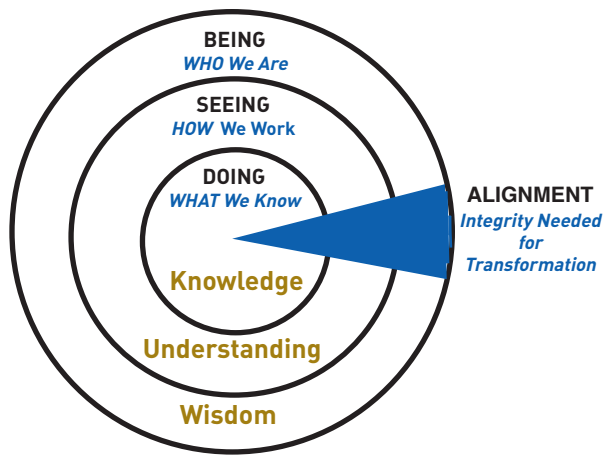 BEING
WHO We Are
SEEING
HOW We Work
DOING
WHAT We Know
ALIGNMENT
Integrity Needed
for
Transformation
Knowledge
Understanding
Wisdom